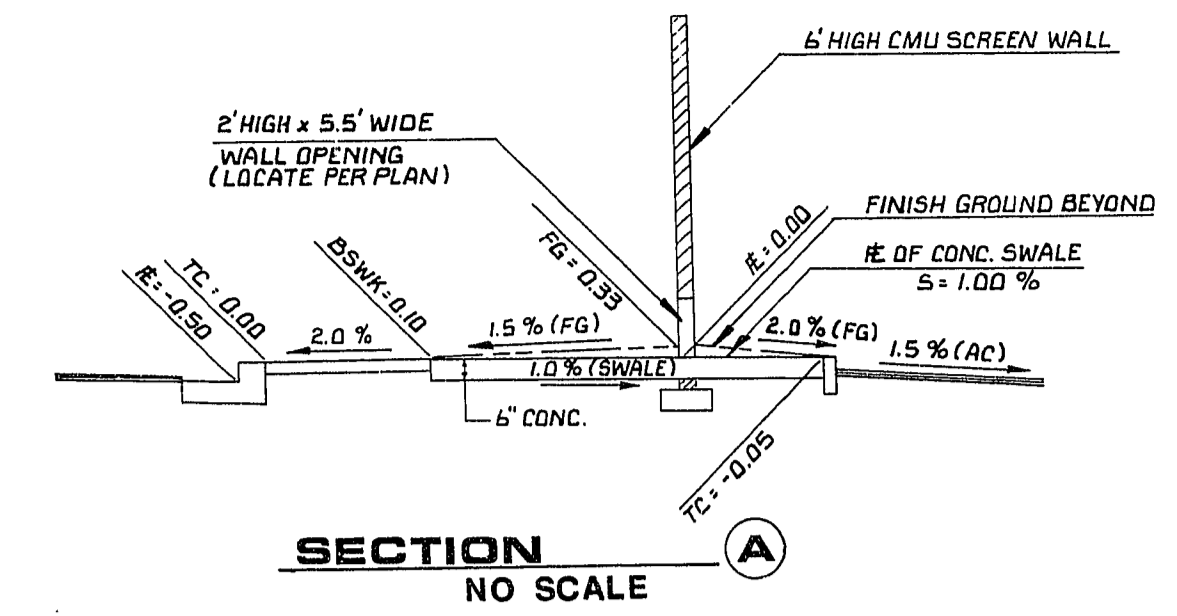 6' HIGH CMU SCREEN WALL
2' HIGH x 5.5' WIDE
WALL OPENING
(LOCATE PER PLAN)
FINISH GROUND BEYOND
FG = 0.33
FL = 0.00
FL OF CONC. SWALE
S = 1.00 %
BSWK = 0.10
TC = 0.00
FL = -0.50
2.0 %
1.5 % (FG)
2.0 % (FG)
1.5 % (AC)
1.0 % (SWALE)
6" CONC.
TC = -0.05
SECTION A
NO SCALE